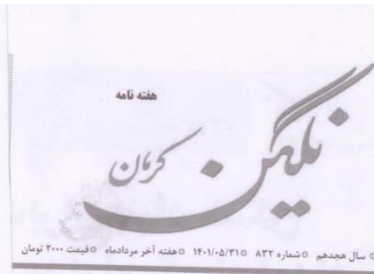 هفته نامه
نگین
کرمان
○ سال هجدهم ○ شماره ۸۳۲ ○ ۱۴۰۱/۰۵/۳۱ ○ هفته آخر مردادماه ○ قیمت ۲۰۰۰ تومان